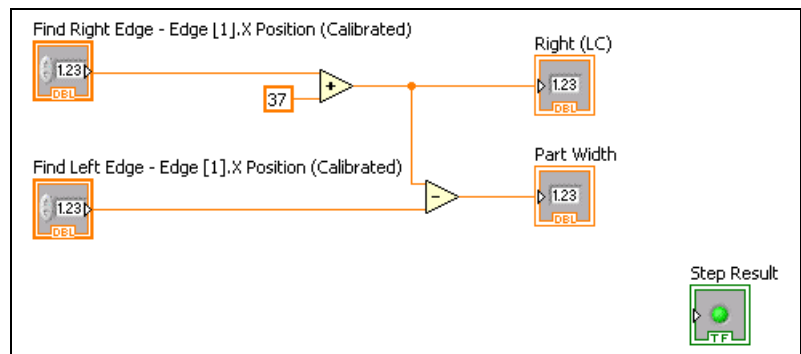 Find Right Edge - Edge [1].X Position (Calibrated)
1.23
DBL
37
+
Right (LC)
1.23
DBL
Find Left Edge - Edge [1].X Position (Calibrated)
1.23
DBL
-
Part Width
1.23
DBL
Step Result
TF